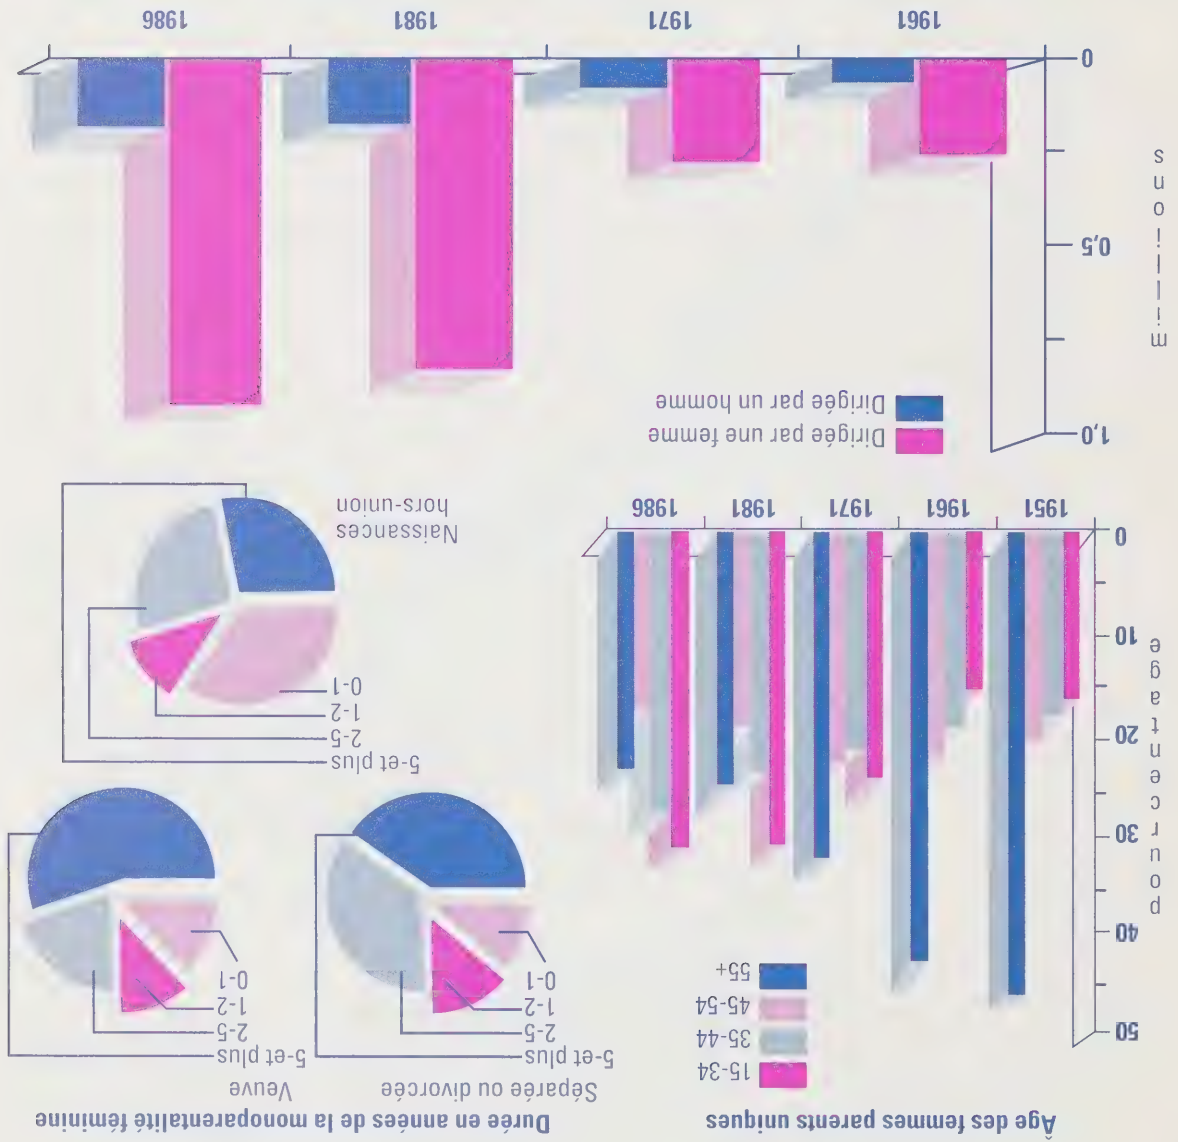 Âge des femmes parents uniques
15-34
35-44
45-54
55+
pourcentage
50
40
30
20
10
0
1951
1961
1971
1981
1986
Durée en années de la monoparentalité féminine
Séparée ou divorcée
5-et plus
2-5
1-2
0-1
Veuve
5-et plus
2-5
1-2
0-1
5-et plus
2-5
1-2
0-1
Naissances
hors-union
millions
1,0
0,5
0
Dirigée par une femme
Dirigée par un homme
1961
1971
1981
1986